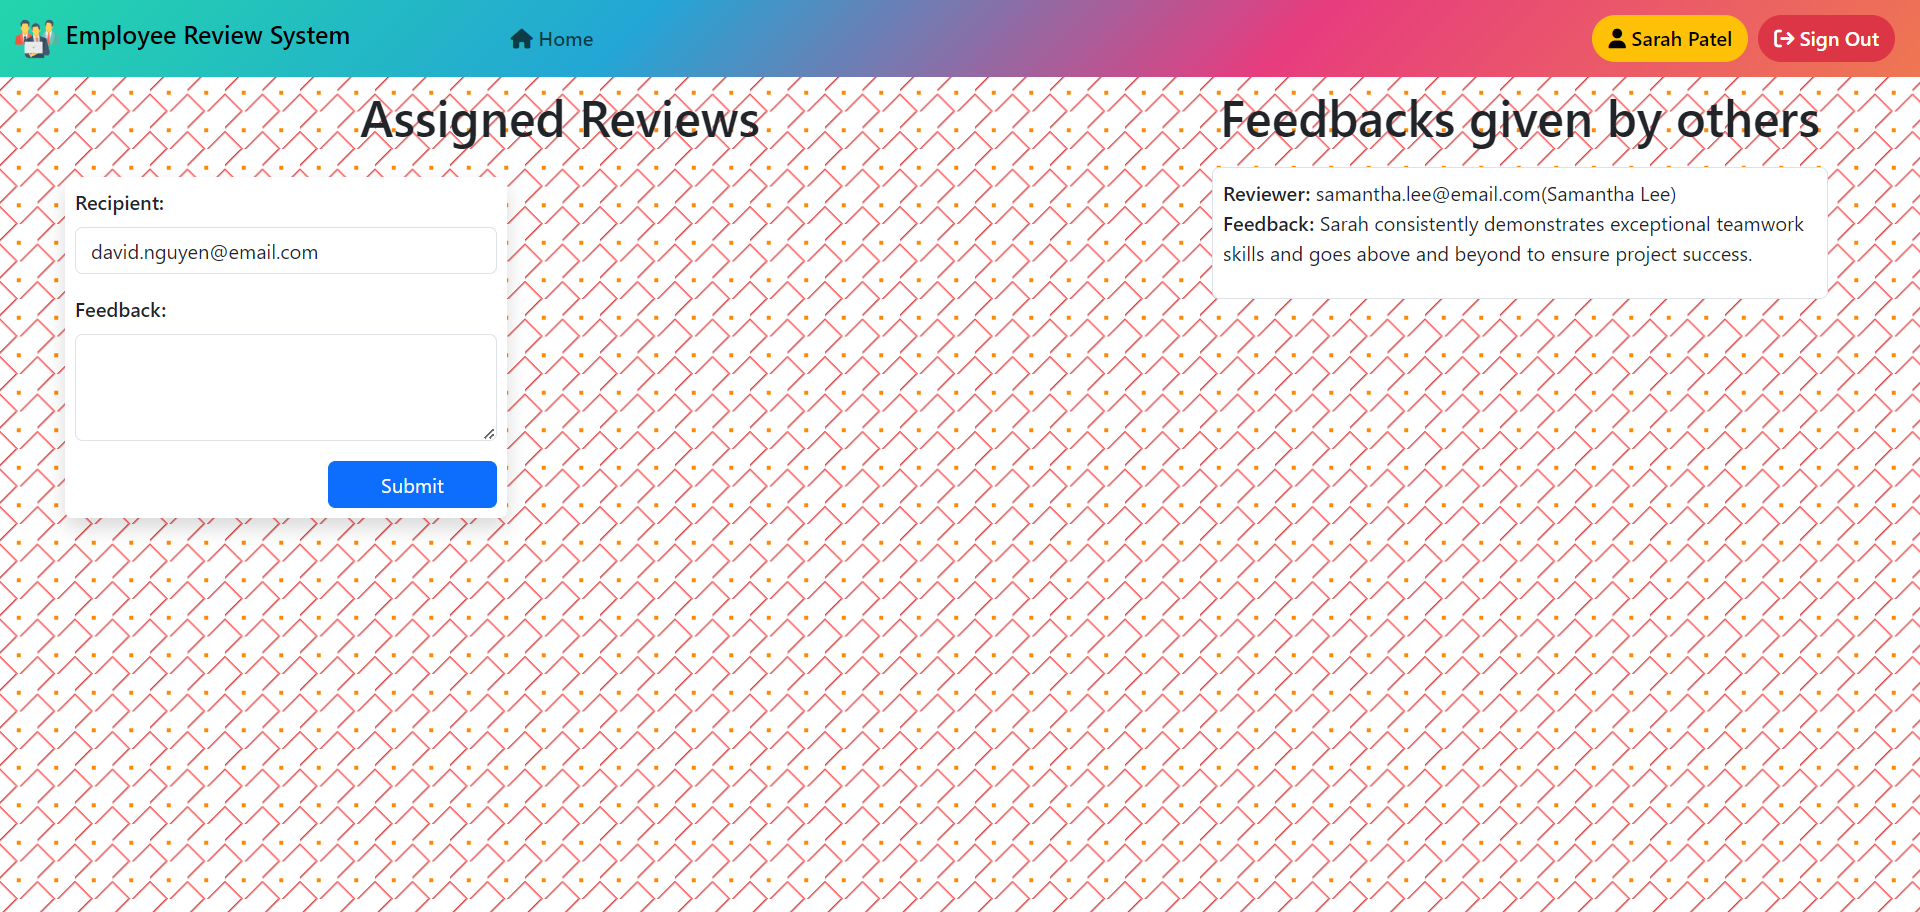 Employee Review System
Home
Sarah Patel
Sign Out
Assigned Reviews
Recipient:
david.nguyen@email.com
Feedback:
Submit
Feedbacks given by others
Reviewer: samantha.lee@email.com(Samantha Lee)
Feedback: Sarah consistently demonstrates exceptional teamwork
skills and goes above and beyond to ensure project success.